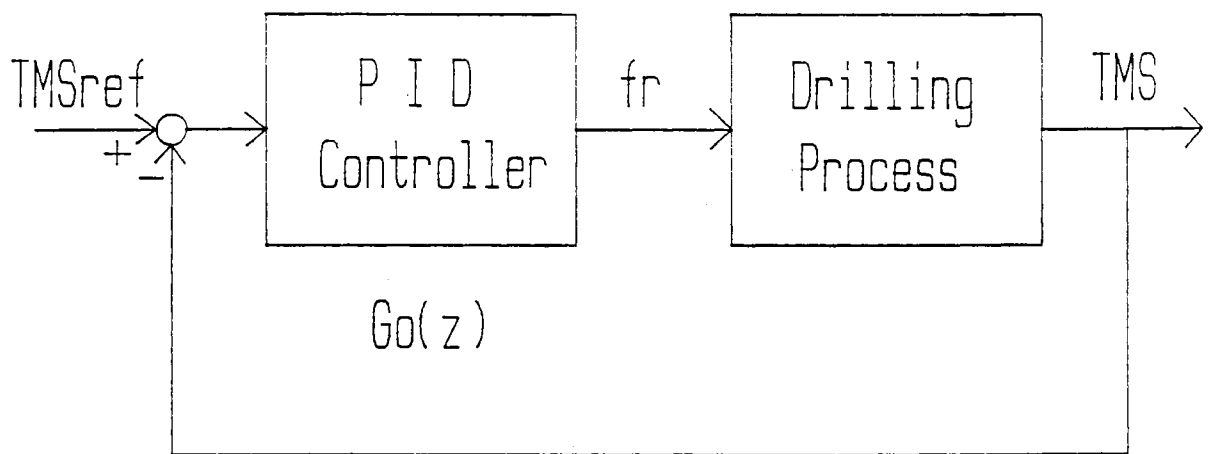 TMSref
+
-
P I D
Controller
fr
Drilling
Process
TMS
Go(z)